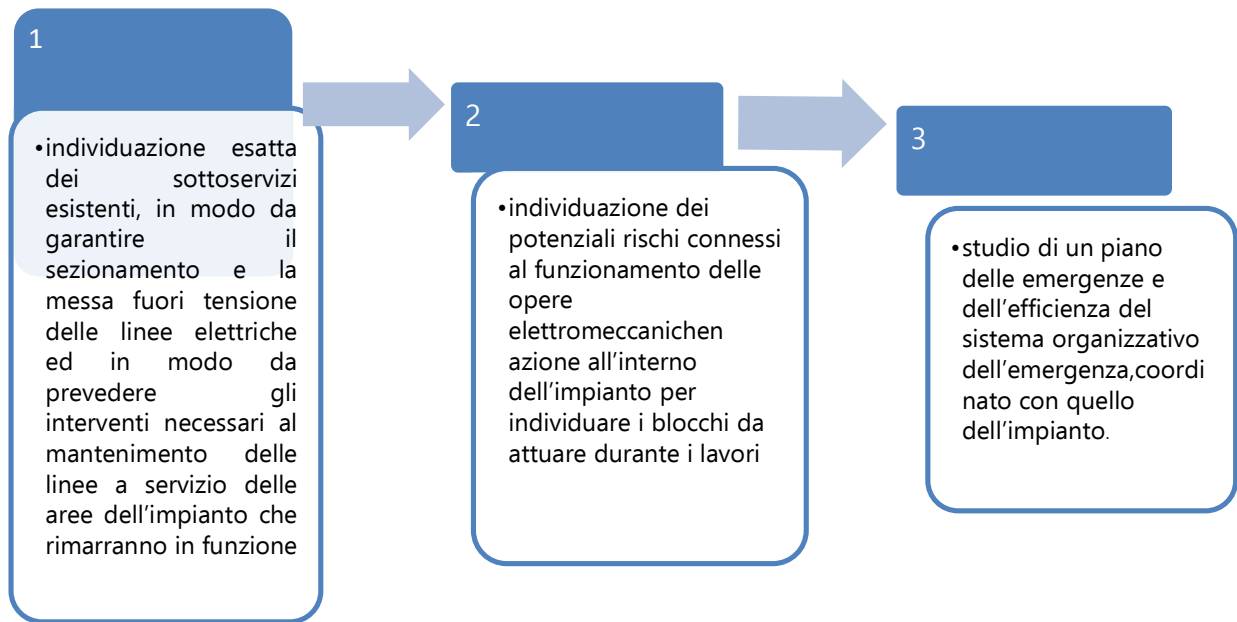 1
•individuazione esatta
dei sottoservizi
esistenti, in modo da
garantire il
sezionamento e la
messa fuori tensione
delle linee elettriche
ed in modo da
prevedere gli
interventi necessari al
mantenimento delle
linee a servizio delle
aree dell'impianto che
rimarranno in funzione
2
•individuazione dei
potenziali rischi connessi
al funzionamento delle
opere
elettromeccanichen
azione all'interno
dell'impianto per
individuare i blocchi da
attuare durante i lavori
3
•studio di un piano
delle emergenze e
dell'efficienza del
sistema organizzativo
dell'emergenza,coordi
nato con quello
dell'impianto.